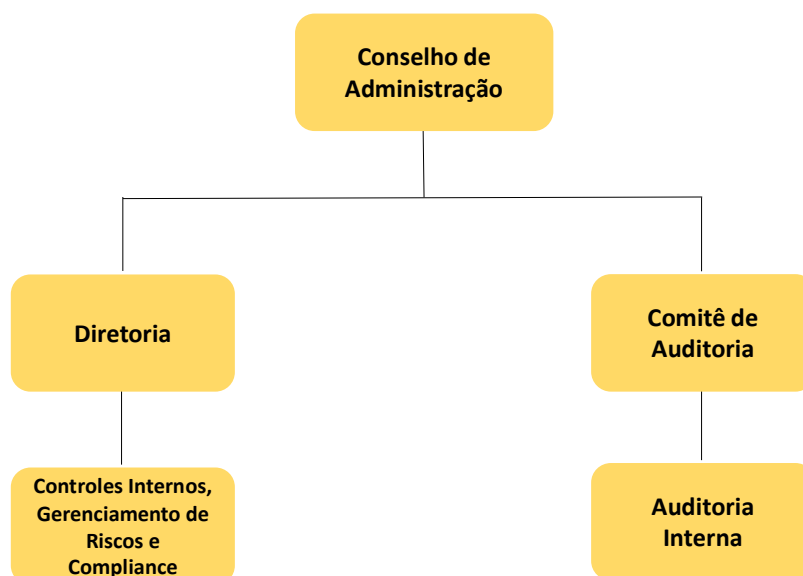 Conselho de
Administração
Diretoria
Comitê de
Auditoria
Controles Internos,
Gerenciamento de
Riscos e
Compliance
Auditoria
Interna